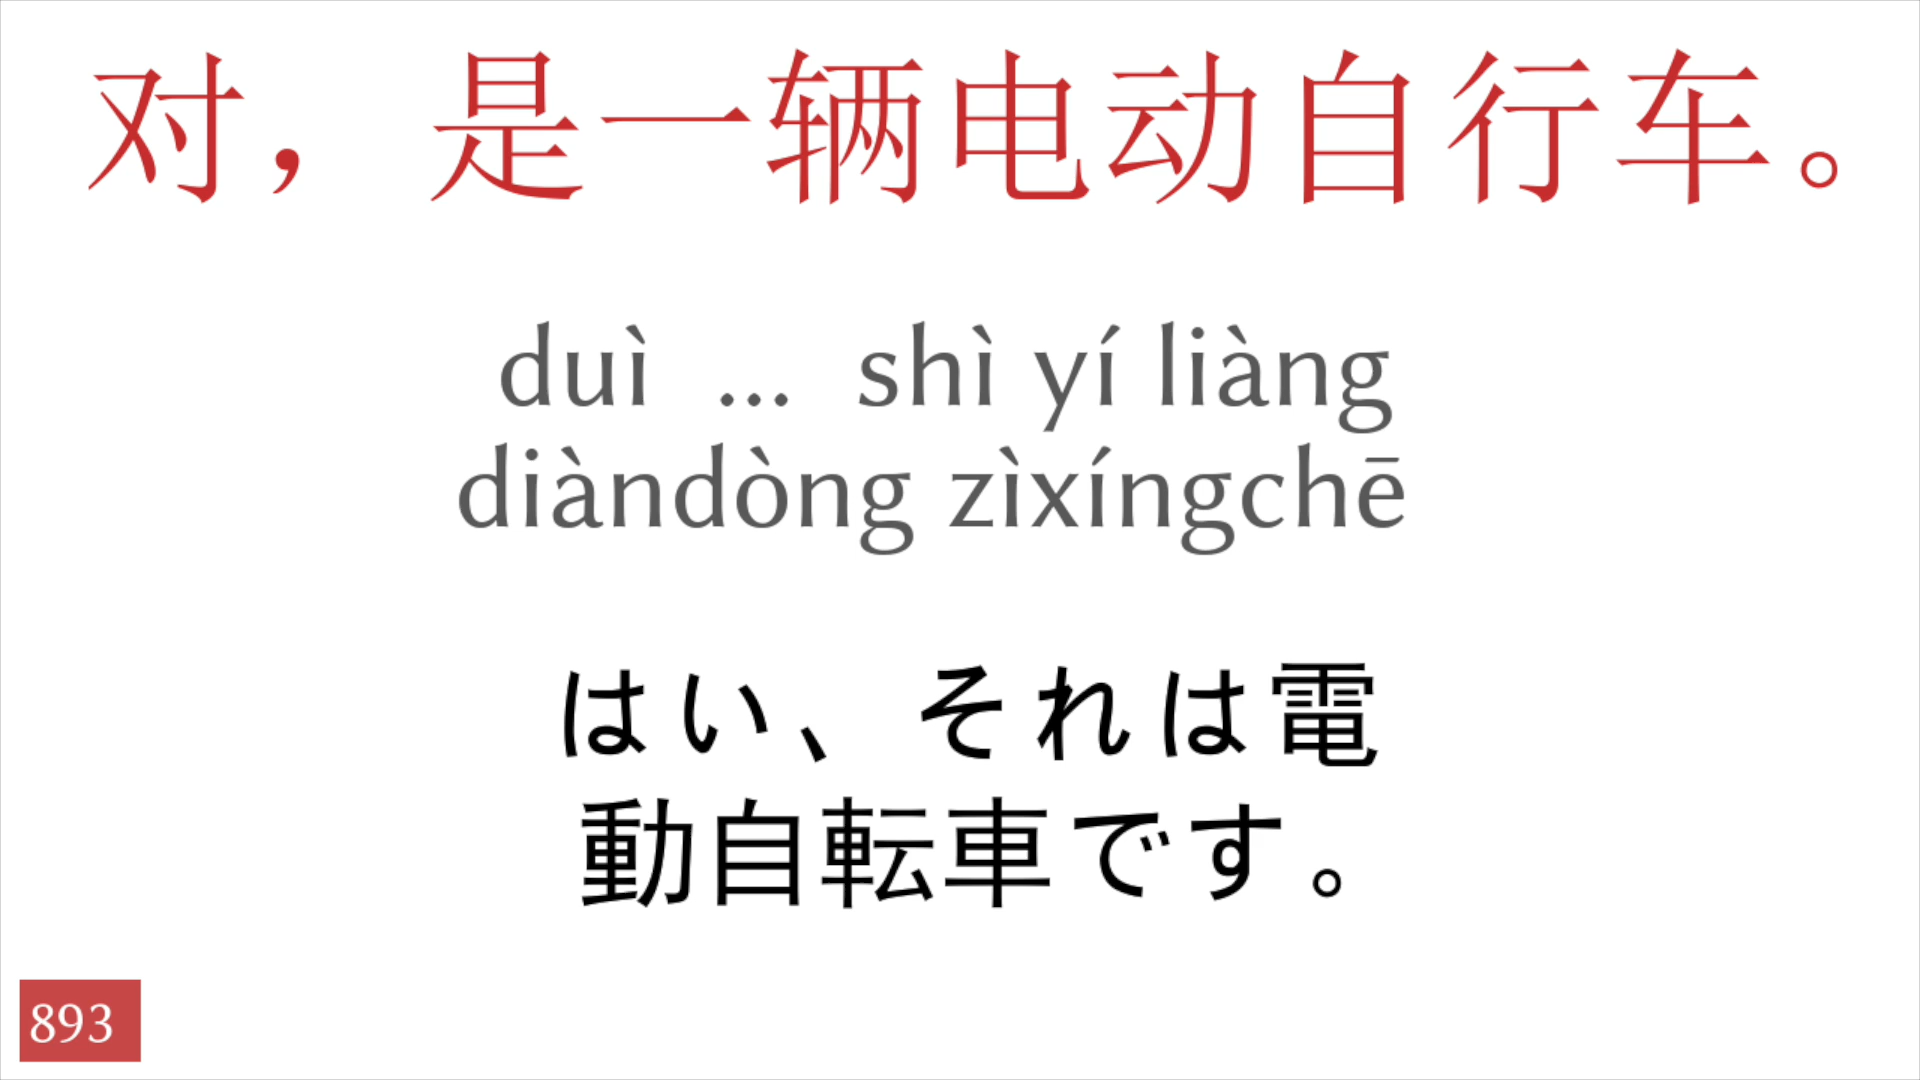 对，是一辆电动自行车。
duì ... shì yí liàng
diàndòng zìxíngchē
はい、それは電
動自転車です。
893